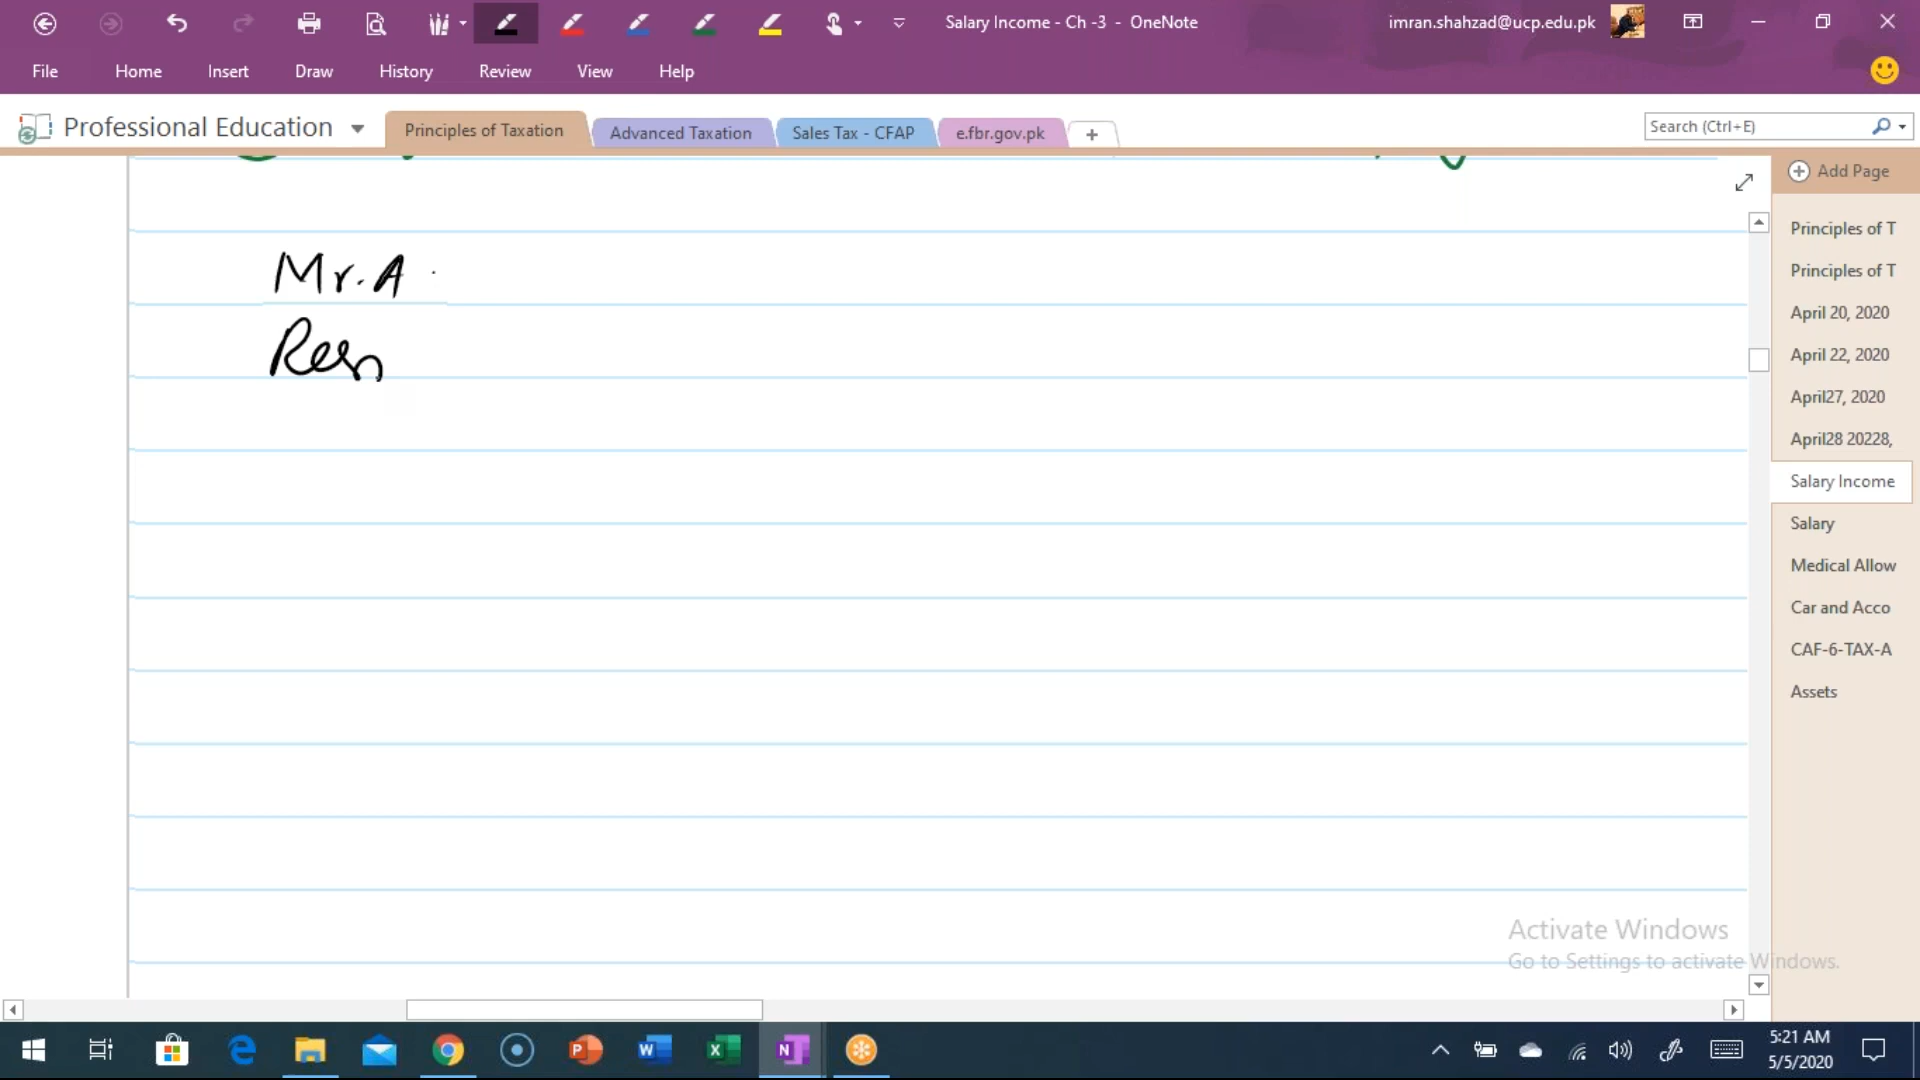 Salary Income - Ch -3 - OneNote
imran.shahzad@ucp.edu.pk
File Home Insert Draw History Review View Help
Professional Education
Principles of Taxation
Advanced Taxation
Sales Tax - CFAP
e.fbr.gov.pk
Search (Ctrl+E)
Add Page
Principles of T
Principles of T
April 20, 2020
April 22, 2020
April27, 2020
April28 20228,
Salary Income
Salary
Medical Allow
Car and Acco
CAF-6-TAX-A
Assets
Mr. A
Activate Windows
Go to Settings to activate Windows.
5:21 AM
5/5/2020